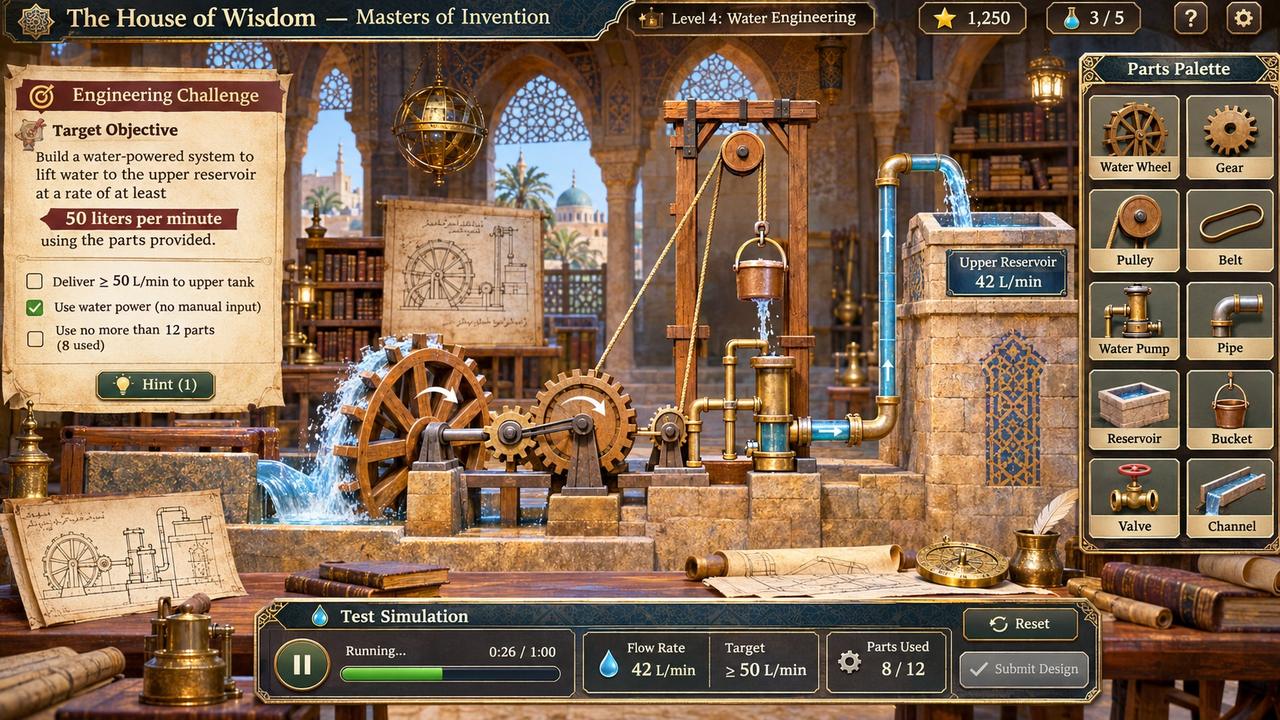 The House of Wisdom — Masters of Invention
Level 4: Water Engineering
1,250
3 / 5
?
Engineering Challenge
Target Objective
Build a water-powered system to
lift water to the upper reservoir
at a rate of at least
50 liters per minute
using the parts provided.
Deliver ≥ 50 L/min to upper tank
Use water power (no manual input)
Use no more than 12 parts
(8 used)
Hint (1)
Upper Reservoir
42 L/min
Parts Palette
Water Wheel
Gear
Pulley
Belt
Water Pump
Pipe
Reservoir
Bucket
Valve
Channel
Test Simulation
Running...
0:26 / 1:00
Flow Rate
42 L/min
Target
≥ 50 L/min
Parts Used
8 / 12
Reset
Submit Design